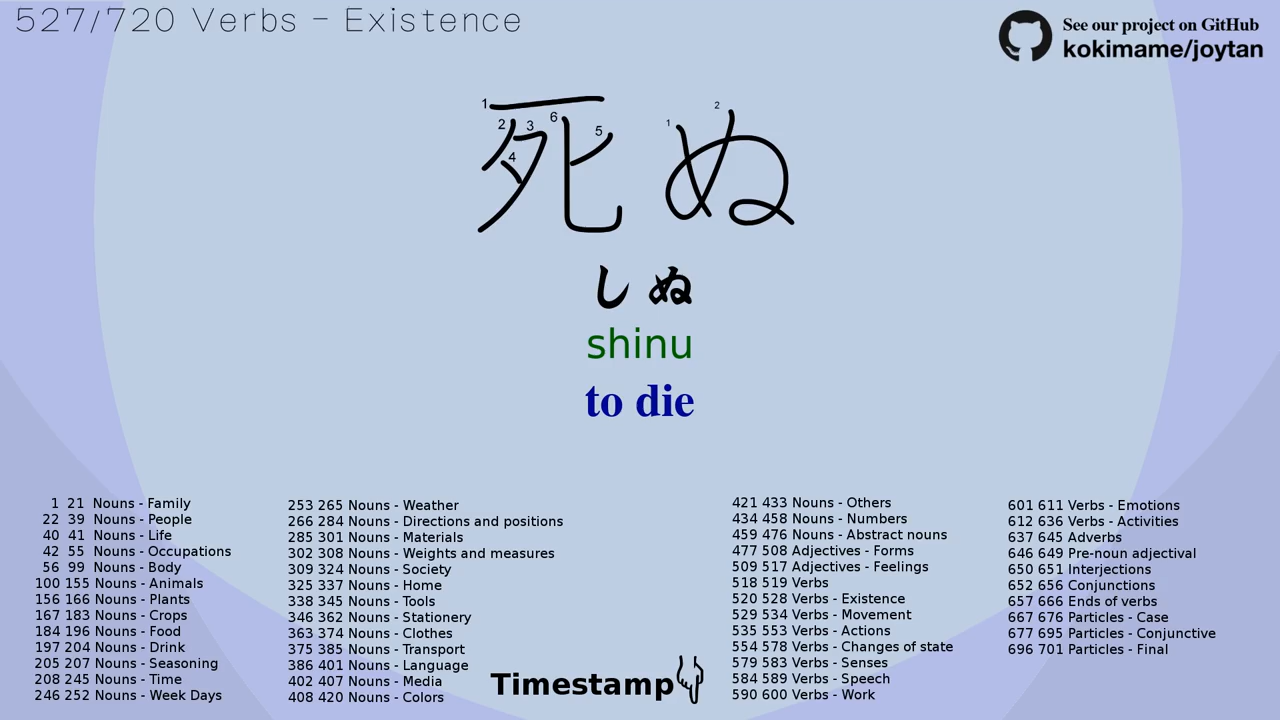 527/720 Verbs - Existence
See our project on GitHub
kokimame/joytan
1 2 3 4 5 6 1 2
死ぬ
しぬ
shinu
to die
1 21 Nouns - Family
22 39 Nouns - People
40 41 Nouns - Life
42 55 Nouns - Occupations
56 99 Nouns - Body
100 155 Nouns - Animals
156 166 Nouns - Plants
167 183 Nouns - Crops
184 196 Nouns - Food
197 204 Nouns - Drink
205 207 Nouns - Seasoning
208 245 Nouns - Time
246 252 Nouns - Week Days
253 265 Nouns - Weather
266 284 Nouns - Directions and positions
285 301 Nouns - Materials
302 308 Nouns - Weights and measures
309 324 Nouns - Society
325 337 Nouns - Home
338 345 Nouns - Tools
346 362 Nouns - Stationery
363 374 Nouns - Clothes
375 385 Nouns - Transport
386 401 Nouns - Language
402 407 Nouns - Media
408 420 Nouns - Colors
Timestamp
421 433 Nouns - Others
434 458 Nouns - Numbers
459 476 Nouns - Abstract nouns
477 508 Adjectives - Forms
509 517 Adjectives - Feelings
518 519 Verbs
520 528 Verbs - Existence
529 534 Verbs - Movement
535 553 Verbs - Actions
554 578 Verbs - Changes of state
579 583 Verbs - Senses
584 589 Verbs - Speech
590 600 Verbs - Work
601 611 Verbs - Emotions
612 636 Verbs - Activities
637 645 Adverbs
646 649 Pre-noun adjectival
650 651 Interjections
652 656 Conjunctions
657 666 Ends of verbs
667 676 Particles - Case
677 695 Particles - Conjunctive
696 701 Particles - Final